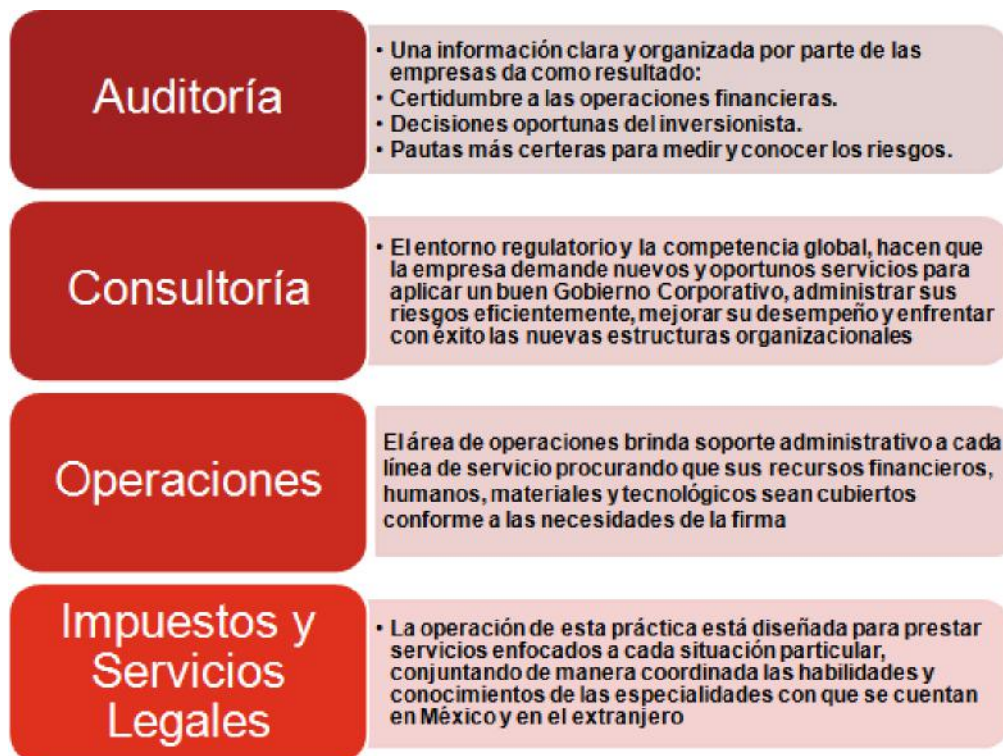 Auditoría
• Una información clara y organizada por parte de las
empresas da como resultado:
• Certidumbre a las operaciones financieras.
• Decisiones oportunas del inversionista.
• Pautas más certeras para medir y conocer los riesgos.
Consultoría
• El entorno regulatorio y la competencia global, hacen que
la empresa demande nuevos y oportunos servicios para
aplicar un buen Gobierno Corporativo, administrar sus
riesgos eficientemente, mejorar su desempeño y enfrentar
con éxito las nuevas estructuras organizacionales
Operaciones
El área de operaciones brinda soporte administrativo a cada
línea de servicio procurando que sus recursos financieros,
humanos, materiales y tecnológicos sean cubiertos
conforme a las necesidades de la firma
Impuestos y
Servicios
Legales
• La operación de esta práctica está diseñada para prestar
servicios enfocados a cada situación particular,
conjuntando de manera coordinada las habilidades y
conocimientos de las especialidades con que se cuentan
en México y en el extranjero